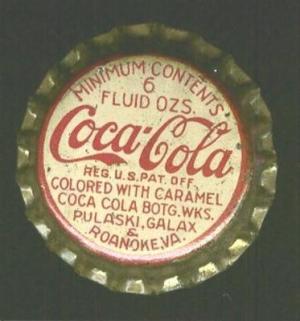 MINIMUM CONTENTS
6
FLUID OZS.
Coca-Cola
REG. U.S. PAT. OFF.
COLORED WITH CARAMEL
COCA COLA BOTG. WKS.
PULASKI, GALAX
&
ROANOKE, VA.